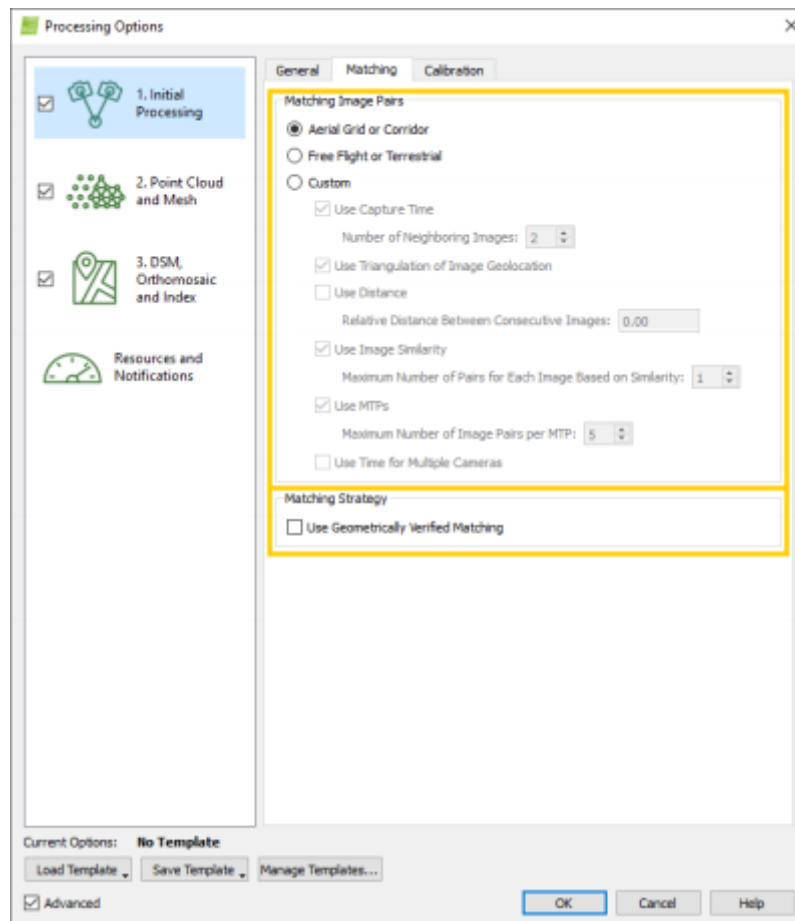 Processing Options
1. Initial
Processing
2. Point Cloud
and Mesh
3. DSM,
Orthomosaic
and Index
Resources and
Notifications
General Matching Calibration
Matching Image Pairs
Aerial Grid or Corridor
Free Flight or Terrestrial
Custom
Use Capture Time
Number of Neighboring Images: 2
Use Triangulation of Image Geolocation
Use Distance
Relative Distance Between Consecutive Images: 0.00
Use Image Similarity
Maximum Number of Pairs for Each Image Based on Similarity: 1
Use MTPs
Maximum Number of Image Pairs per MTP: 5
Use Time for Multiple Cameras
Matching Strategy
Use Geometrically Verified Matching
Current Options: No Template
Load Template Save Template Manage Templates...
Advanced OK Cancel Help